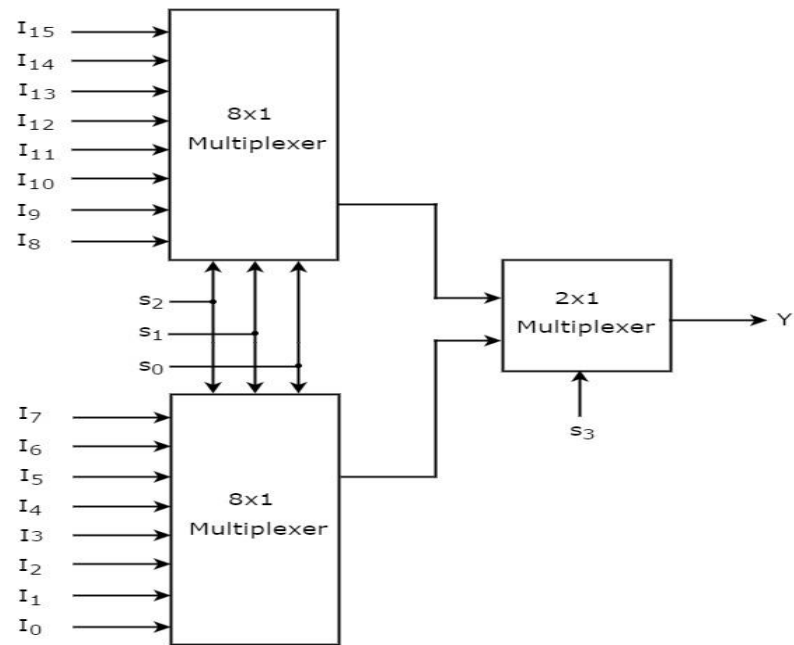 I15
I14
I13
I12
I11
I10
I9
I8
8x1
Multiplexer
s2
s1
s0
2x1
Multiplexer
Y
s3
I7
I6
I5
I4
I3
I2
I1
I0
8x1
Multiplexer